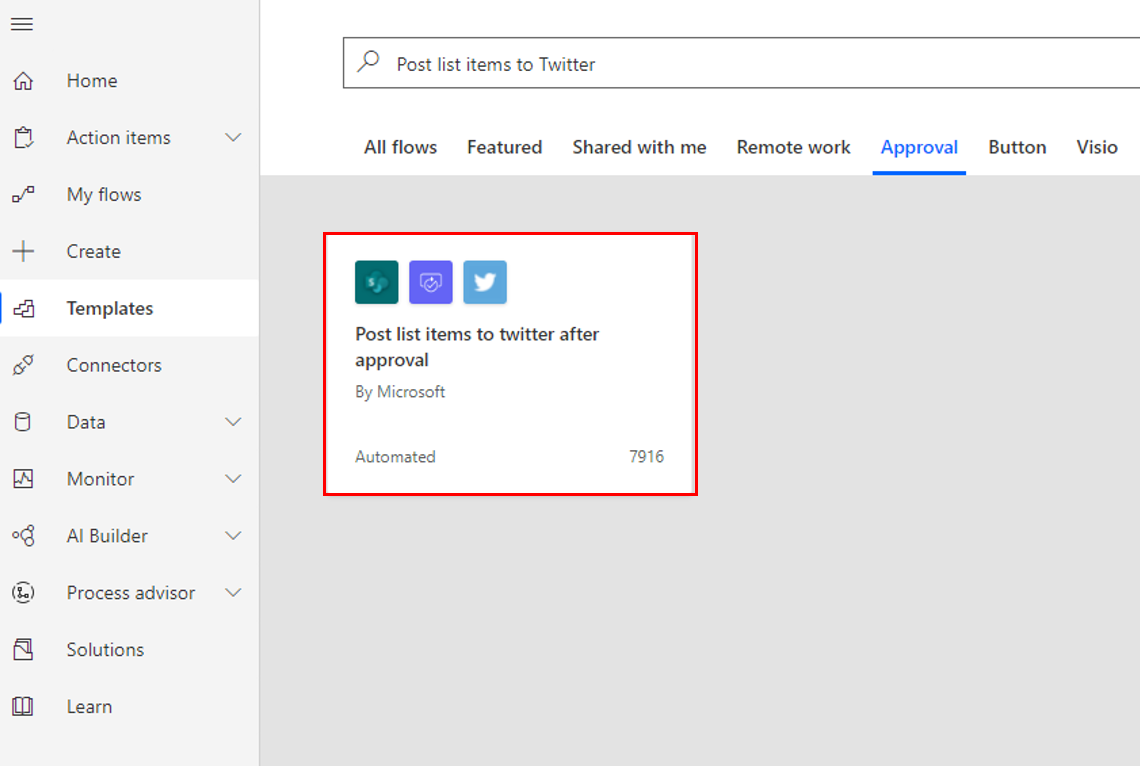 Home
Action items
My flows
Create
Templates
Connectors
Data
Monitor
AI Builder
Process advisor
Solutions
Learn
Post list items to Twitter
All flows Featured Shared with me Remote work Approval Button Visio
Post list items to twitter after
approval
By Microsoft
Automated 7916